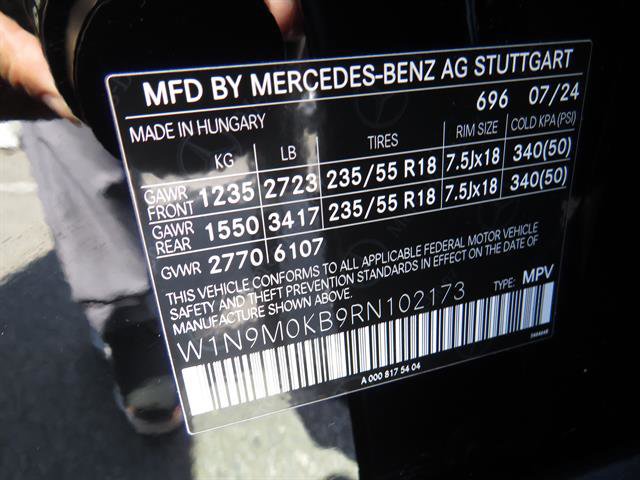 MFD BY MERCEDES-BENZ AG STUTTGART
696 07/24
MADE IN HUNGARY
KG LB TIRES RIM SIZE COLD KPA(PSI)
GAWR FRONT 1235 2723 235/55 R18 7.5Jx18 340(50)
GAWR REAR 1550 3417 235/55 R18 7.5Jx18 340(50)
GVWR 2770 6107
THIS VEHICLE CONFORMS TO ALL APPLICABLE FEDERAL MOTOR VEHICLE
SAFETY AND THEFT PREVENTION STANDARDS IN EFFECT ON THE DATE OF
MANUFACTURE SHOWN ABOVE.
W1N9M0KB9RN102173 TYPE: MPV
A 000 817 54 04